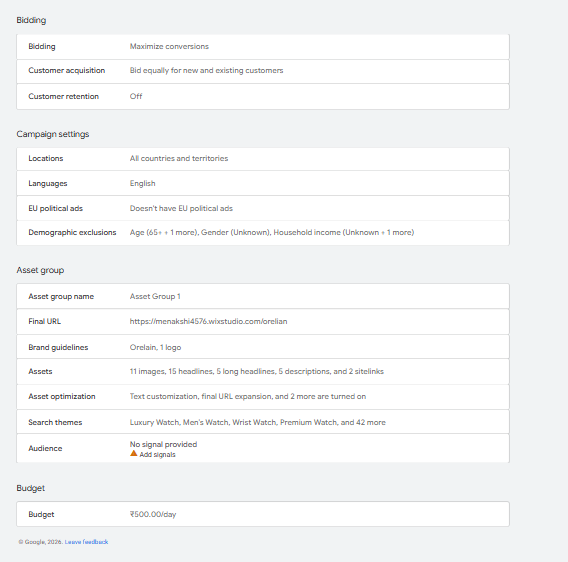 Bidding
Bidding Maximize conversions
Customer acquisition Bid equally for new and existing customers
Customer retention Off
Campaign settings
Locations All countries and territories
Languages English
EU political ads Doesn't have EU political ads
Demographic exclusions Age (65+ + 1 more), Gender (Unknown), Household income (Unknown + 1 more)
Asset group
Asset group name Asset Group 1
Final URL https://menakshi4576.wixstudio.com/orelian
Brand guidelines Orelain, 1 logo
Assets 11 images, 15 headlines, 5 long headlines, 5 descriptions, and 2 sitelinks
Asset optimization Text customization, final URL expansion, and 2 more are turned on
Search themes Luxury Watch, Men's Watch, Wrist Watch, Premium Watch, and 42 more
Audience No signal provided
Add signals
Budget
Budget ₹500.00/day
© Google, 2026. Leave feedback